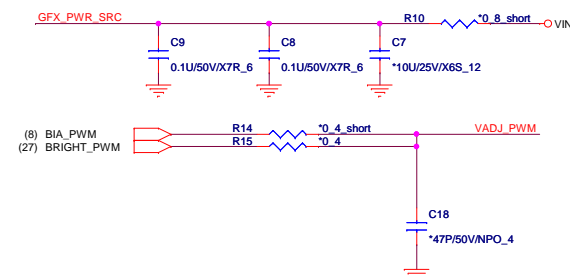 GFX_PWR_SRC
R10
*0_8_short
VIN
C9
C8
C7
0.1U/50V/X7R_6
0.1U/50V/X7R_6
*10U/25V/X6S_12
(8) BIA_PWM
R14
*0_4_short
VADJ_PWM
(27) BRIGHT_PWM
R15
*0_4
C18
*47P/50V/NPO_4